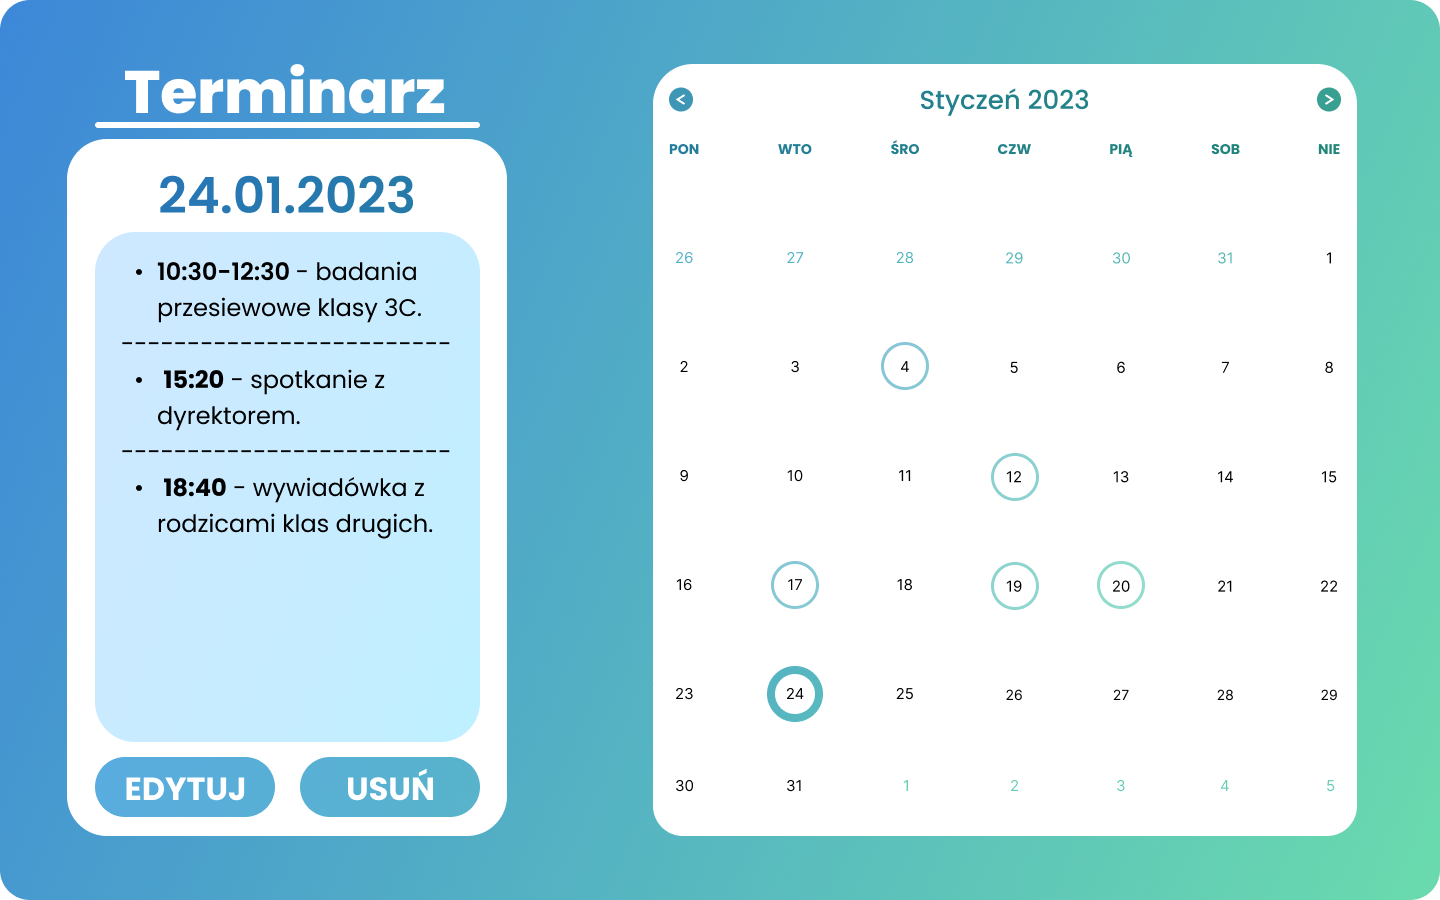 Terminarz
24.01.2023
• 10:30-12:30 - badania
przesiewowe klasy 3C.
-------------------------
• 15:20 - spotkanie z
dyrektorem.
-------------------------
• 18:40 - wywiadówka z
rodzicami klas drugich.
EDYTUJ USUŃ
< Styczeń 2023 >
PON WTO ŚRO CZW PIĄ SOB NIE
26 27 28 29 30 31 1
2 3 4 5 6 7 8
9 10 11 12 13 14 15
16 17 18 19 20 21 22
23 24 25 26 27 28 29
30 31 1 2 3 4 5